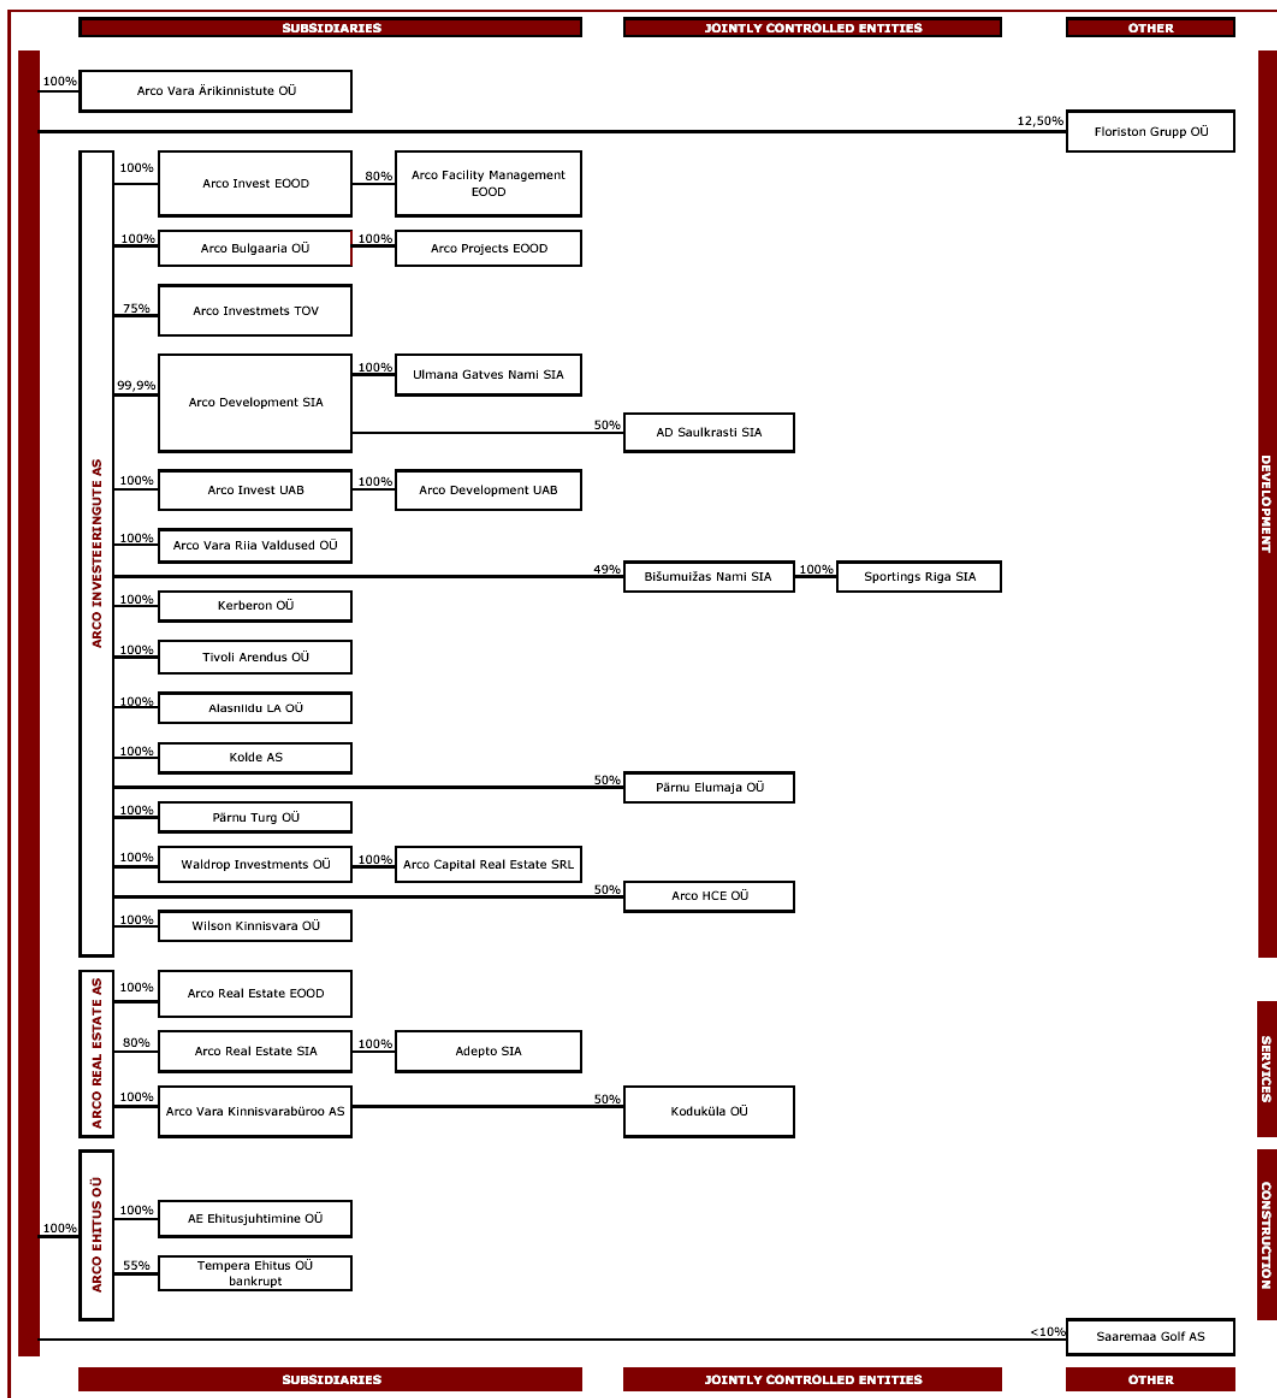 SUBSIDIARIES JOINTLY CONTROLLED ENTITIES OTHER
100% Arco Vara Ärikinnistute OÜ
12,50% Floriston Grupp OÜ
ARCO INVESTEERINGUTE AS
DEVELOPMENT
100% Arco Invest EOOD 80% Arco Facility Management
EOOD
100% Arco Bulgaaria OÜ 100% Arco Projects EOOD
75% Arco Investmets TOV
100% Ulmana Gatves Nami SIA
99,9% Arco Development SIA
50% AD Saulkrasti SIA
100% Arco Invest UAB 100% Arco Development UAB
100% Arco Vara Riia Valdused OÜ
49% Bišumuižas Nami SIA 100% Sportings Riga SIA
100% Kerberon OÜ
100% Tivoli Arendus OÜ
100% Alasniidu LA OÜ
100% Kolde AS
50% Pärnu Elumaja OÜ
100% Pärnu Turg OÜ
100% Waldrop Investments OÜ 100% Arco Capital Real Estate SRL
50% Arco HCE OÜ
100% Wilson Kinnisvara OÜ
ARCO REAL ESTATE AS
SERVICES
100% Arco Real Estate EOOD
80% Arco Real Estate SIA 100% Adepto SIA
100% Arco Vara Kinnisvarabüroo AS 50% Koduküla OÜ
100% ARCO EHITUS OÜ
CONSTRUCTION
100% AE Ehitusjuhtimine OÜ
55% Tempera Ehitus OÜ
bankrupt
<10% Saaremaa Golf AS
SUBSIDIARIES JOINTLY CONTROLLED ENTITIES OTHER